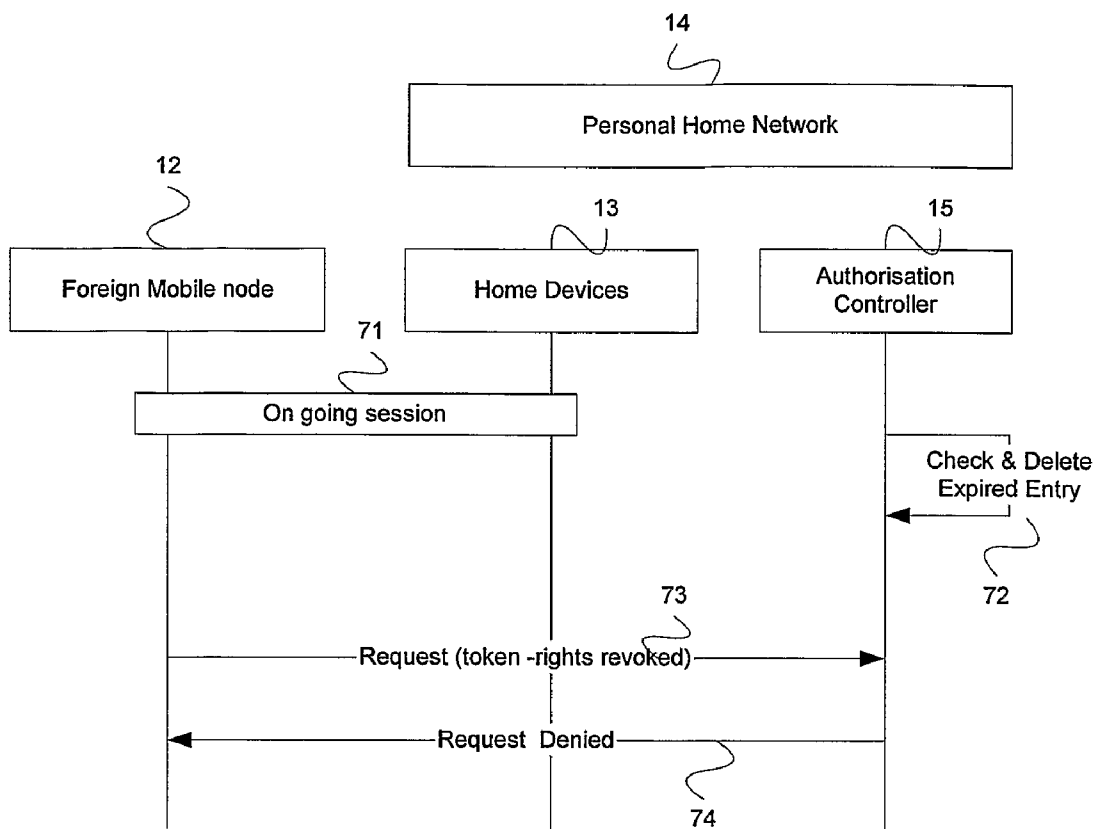 14
Personal Home Network
12
13
15
Foreign Mobile node
Home Devices
Authorisation
Controller
71
On going session
Check & Delete
Expired Entry
72
73
Request (token -rights revoked)
Request Denied
74